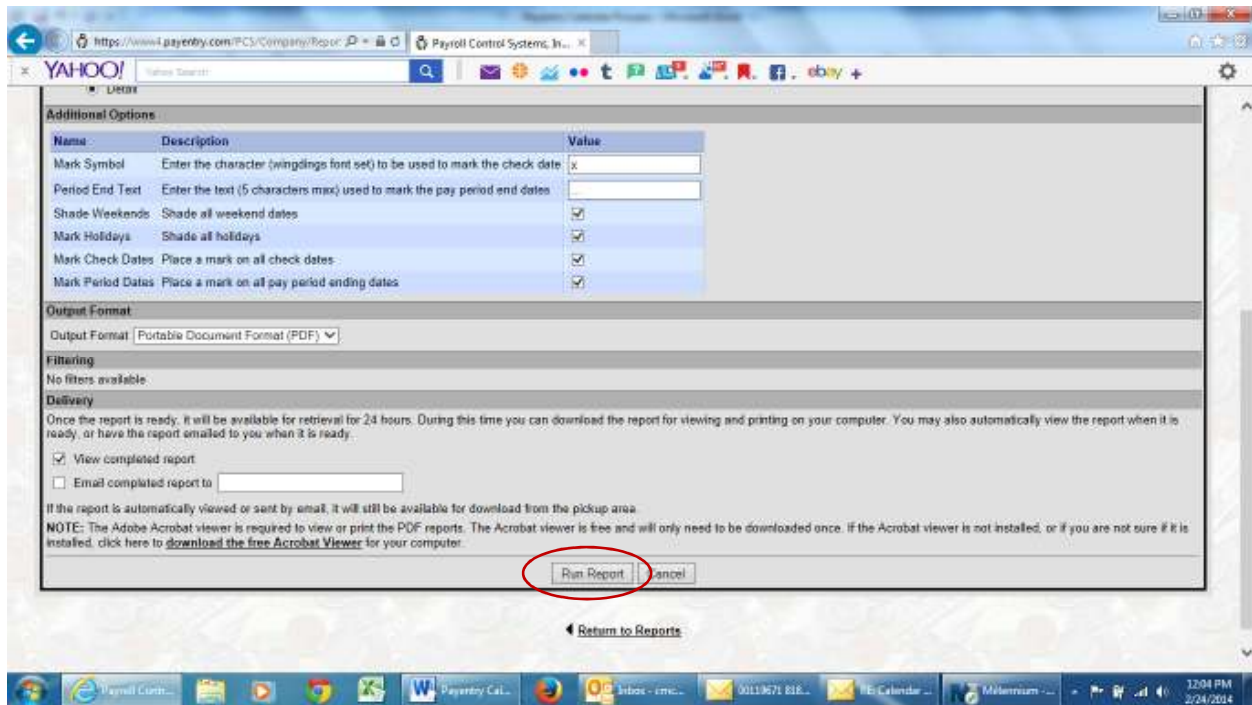 https://www4.payentry.com/PCS/Company/Repor
Payroll Control Systems, In...
YAHOO!
ebay +
Detail
Additional Options
Name Description Value
Mark Symbol Enter the character (wingdings font set) to be used to mark the check date x
Period End Text Enter the text (5 characters max) used to mark the pay period end dates
Shade Weekends Shade all weekend dates
Mark Holidays Shade all holidays
Mark Check Dates Place a mark on all check dates
Mark Period Dates Place a mark on all pay period ending dates
Output Format
Output Format Portable Document Format (PDF)
Filtering
No filters available
Delivery
Once the report is ready, it will be available for retrieval for 24 hours. During this time you can download the report for viewing and printing on your computer. You may also automatically view the report when it is
ready, or have the report emailed to you when it is ready.
View completed report
Email completed report to
If the report is automatically viewed or sent by email, it will still be available for download from the pickup area.
NOTE: The Adobe Acrobat viewer is required to view or print the PDF reports. The Acrobat viewer is free and will only need to be downloaded once. If the Acrobat viewer is not installed, or if you are not sure if it is
installed, click here to download the free Acrobat Viewer for your computer.
Run Report Cancel
Return to Reports
Payroll Contr... Payentry Cal... Inbox - cmc... 00119671 818... RE: Calendar ... Millennium -... 12:04 PM
2/24/2014